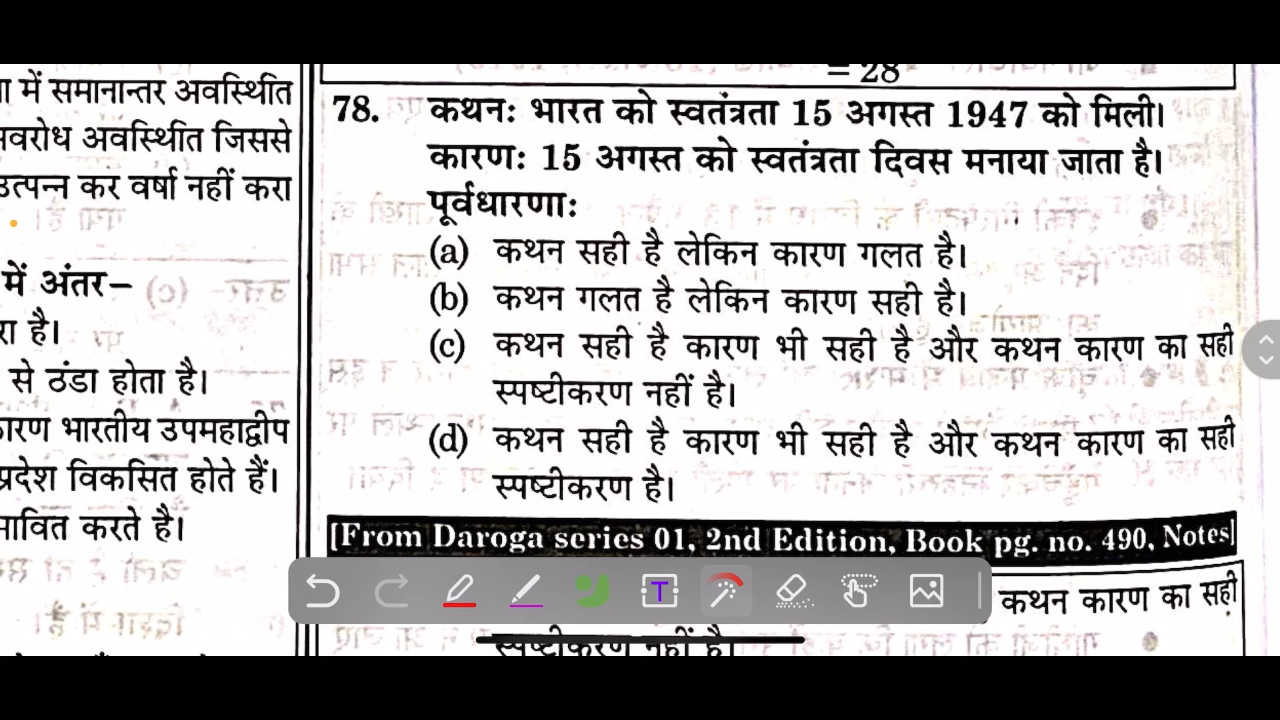 ा में समानान्तर अवस्थिति
अवरोध अवस्थिति जिससे
उत्पन्न कर वर्षा नहीं करा
में अंतर–
रा है।
से ठंडा होता है।
कारण भारतीय उपमहाद्वीप
प्रदेश विकसित होते हैं।
भावित करते है।
= 28
78. कथनः भारत को स्वतंत्रता 15 अगस्त 1947 को मिली।
कारणः 15 अगस्त को स्वतंत्रता दिवस मनाया जाता है।
पूर्वधारणाः
(a) कथन सही है लेकिन कारण गलत है।
(b) कथन गलत है लेकिन कारण सही है।
(c) कथन सही है कारण भी सही है और कथन कारण का सही
स्पष्टीकरण नहीं है।
(d) कथन सही है कारण भी सही है और कथन कारण का सही
स्पष्टीकरण है।
[From Daroga series 01, 2nd Edition, Book pg. no. 490, Notes]
कथन कारण का सही
स्पष्टीकरण नहीं है।
T